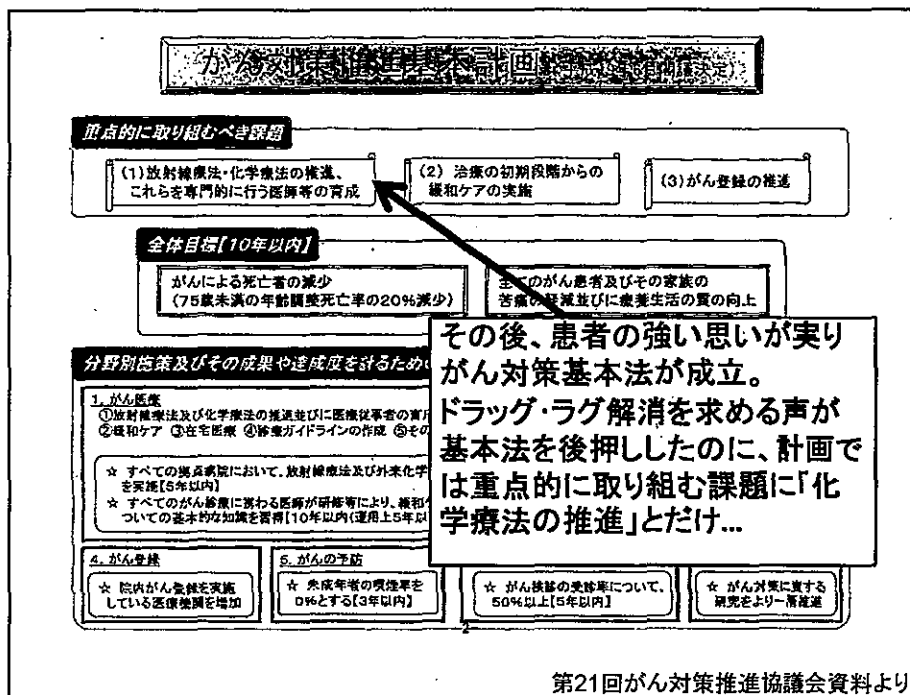 がん対策推進基本計画
重点的に取り組むべき課題
(1)放射線療法・化学療法の推進、
これらを専門的に行う医師等の育成
(2) 治療の初期段階からの
緩和ケアの実施
(3)がん登録の推進
全体目標【10年以内】
がんによる死亡者の減少
(75歳未満の年齢調整死亡率の20%減少)
全てのがん患者及びその家族の
苦痛の軽減並びに療養生活の質の向上
その後、患者の強い思いが実り
がん対策基本法が成立。
ドラッグ・ラグ解消を求める声が
基本法を後押ししたのに、計画で
は重点的に取り組む課題に「化
学療法の推進」とだけ...
分野別施策及びその成果や達成度を計るため
1. がん医療
①放射線療法及び化学療法の推進並びに医療従事者の育
②緩和ケア ③在宅医療 ④診療ガイドラインの作成 ⑤その
☆ すべての拠点病院において、放射線療法及び外来化学
を実施【5年以内】
☆ すべてのがん診療に携わる医師が研修等により、緩和
ついての基本的な知識を習得【10年以内(運用上5年以
4. がん登録
☆ 院内がん登録を実施
している医療機関を増加
5. がんの予防
☆ 未成年者の喫煙率を
0%とする【3年以内】
☆ がん検診の受診率について、
50%以上【5年以内】
☆ がん対策に資する
研究をより一層推進
2
第21回がん対策推進協議会資料より